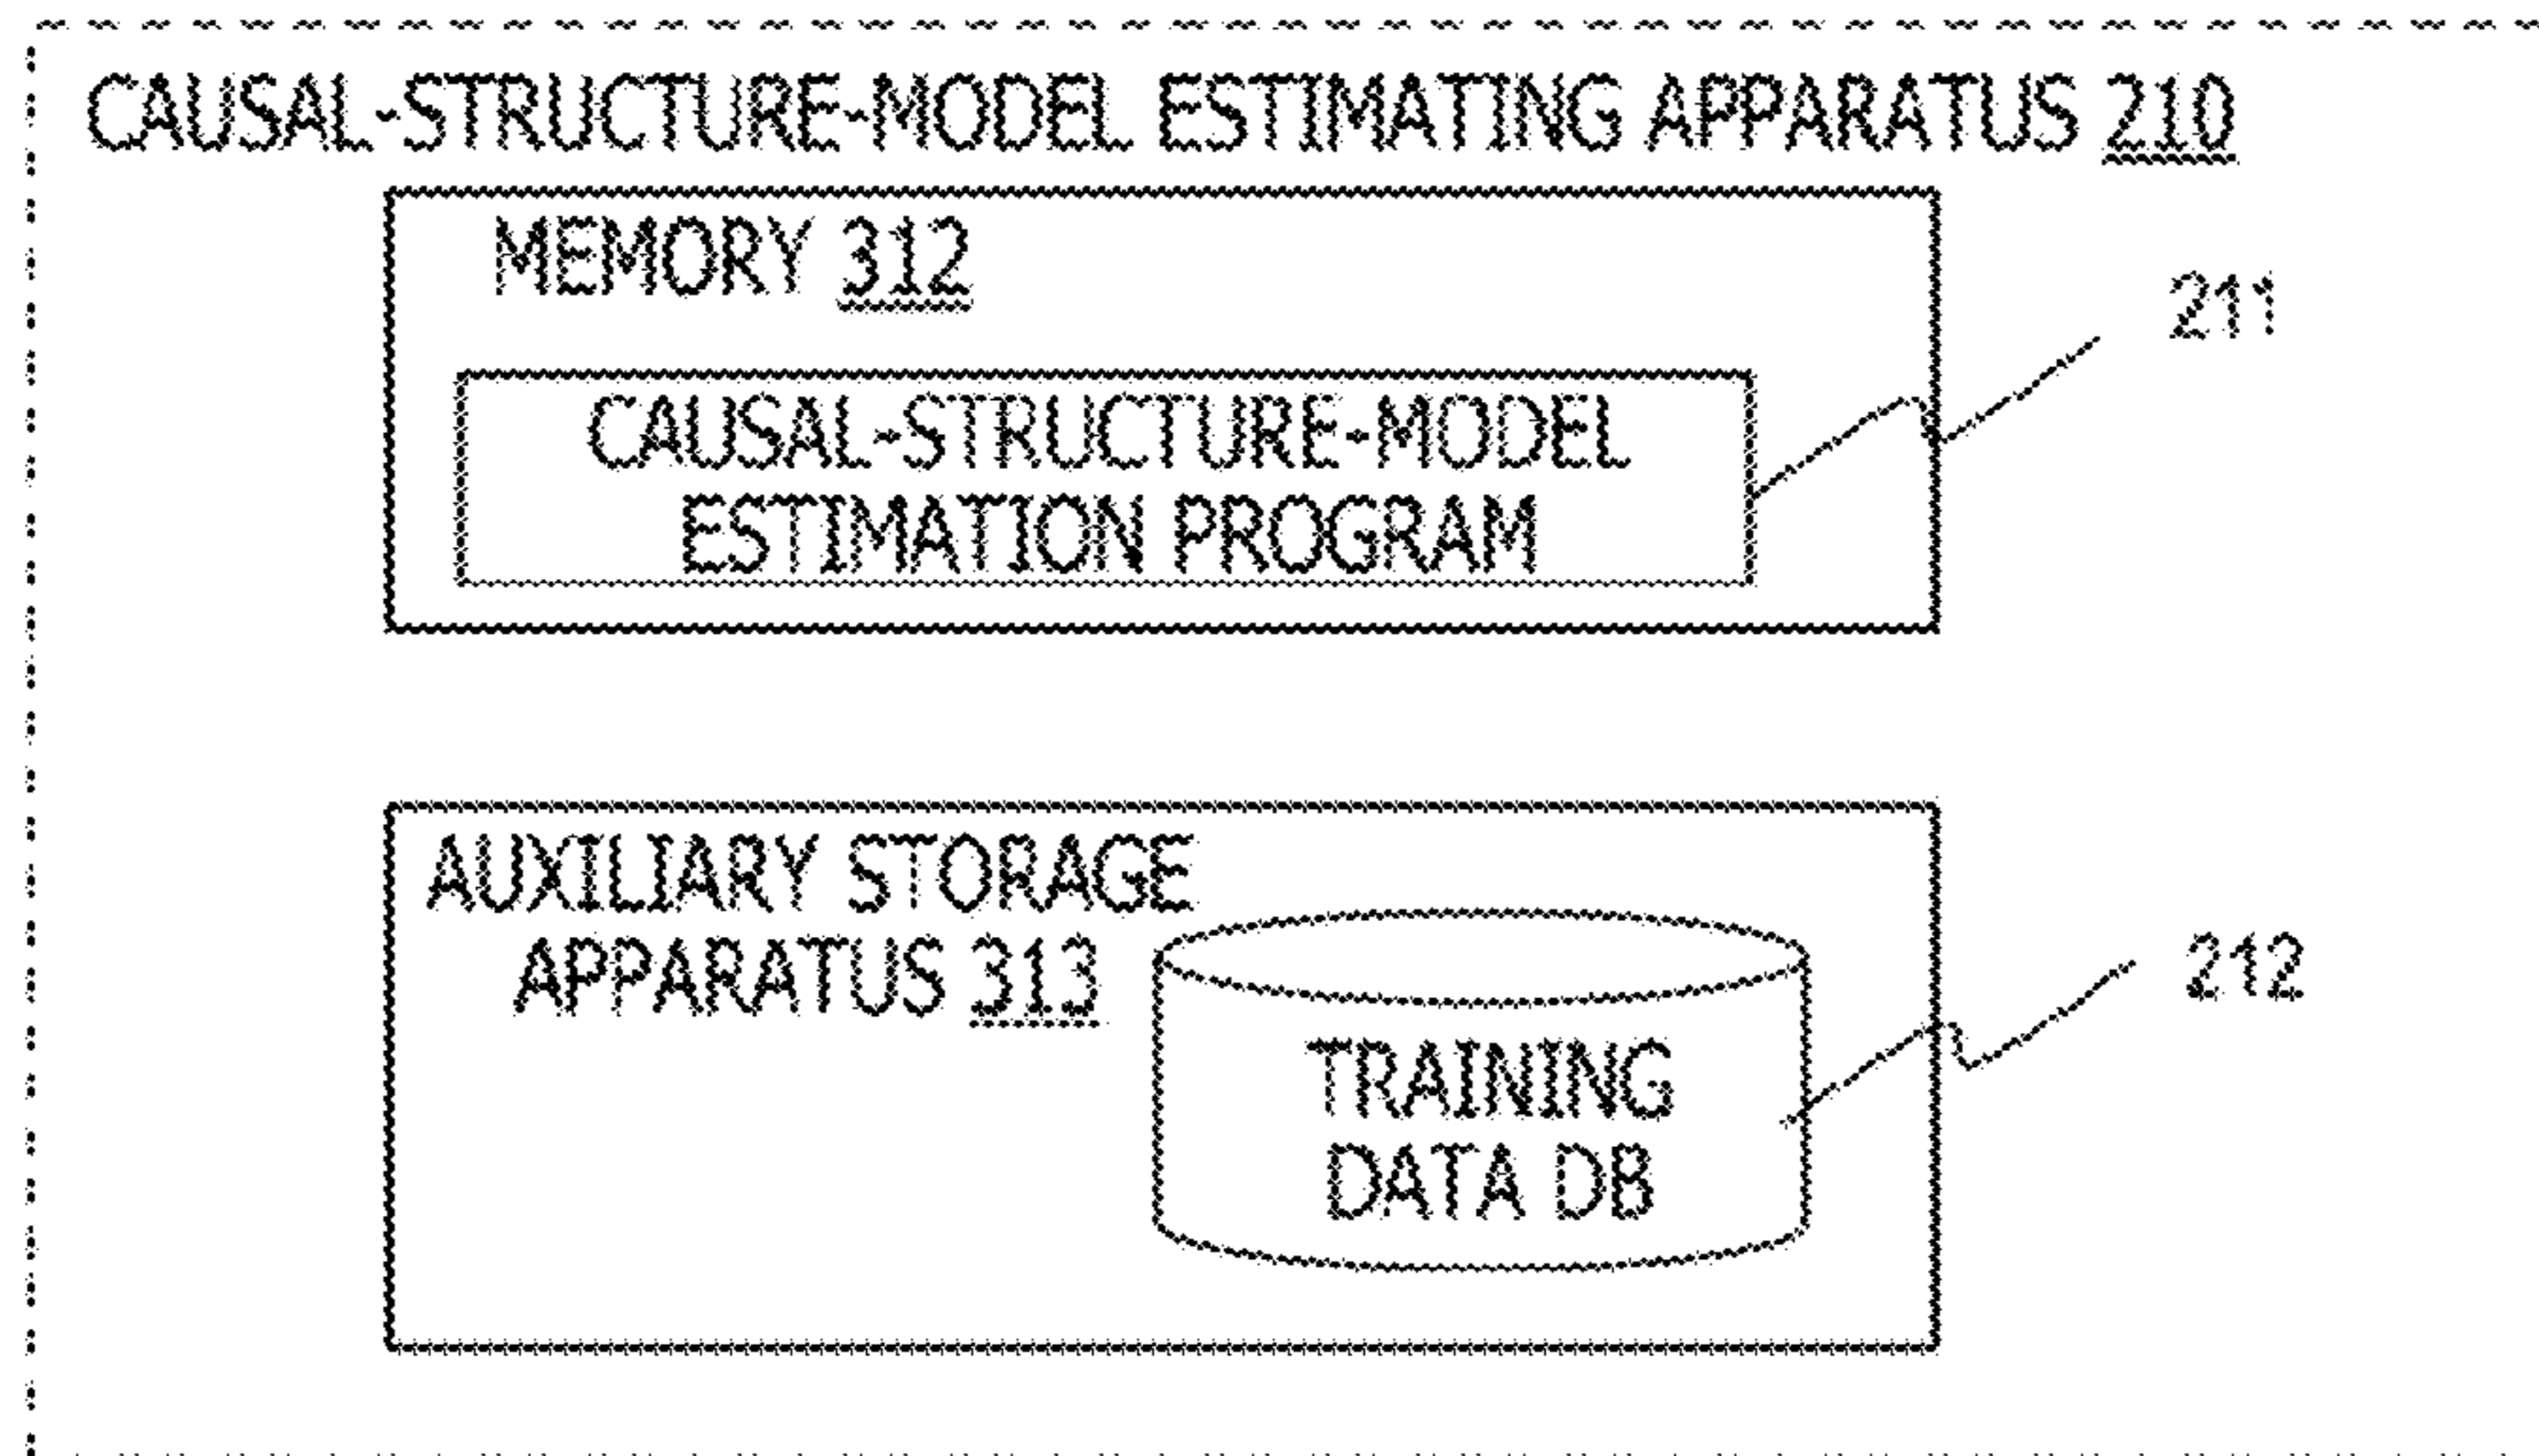 CAUSAL-STRUCTURE-MODEL ESTIMATING APPARATUS 210
MEMORY 312
211
CAUSAL-STRUCTURE-MODEL
ESTIMATION PROGRAM
AUXILIARY STORAGE
APPARATUS 313
212
TRAINING
DATA DB